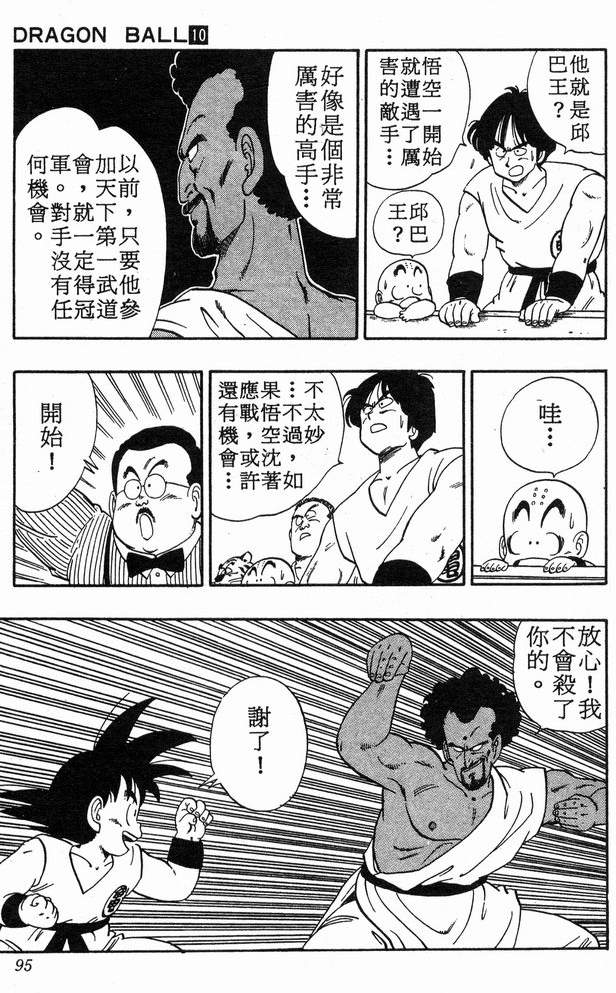 DRAGON BALL 10
他就是邱
巴王？
悟空一開始
就遭遇了厲
害的敵手…
邱巴
王？
好像是個非常
厲害的高手…
以前，只要他參
加天下第一武道
會，就一定得冠
軍。對手沒有任
何機會。
哇…
不太妙
…不過，如
果悟空沈著
應戰，或許
還有機會…
開始！
放心！我
不會殺了
你的。
謝了！
龜
95